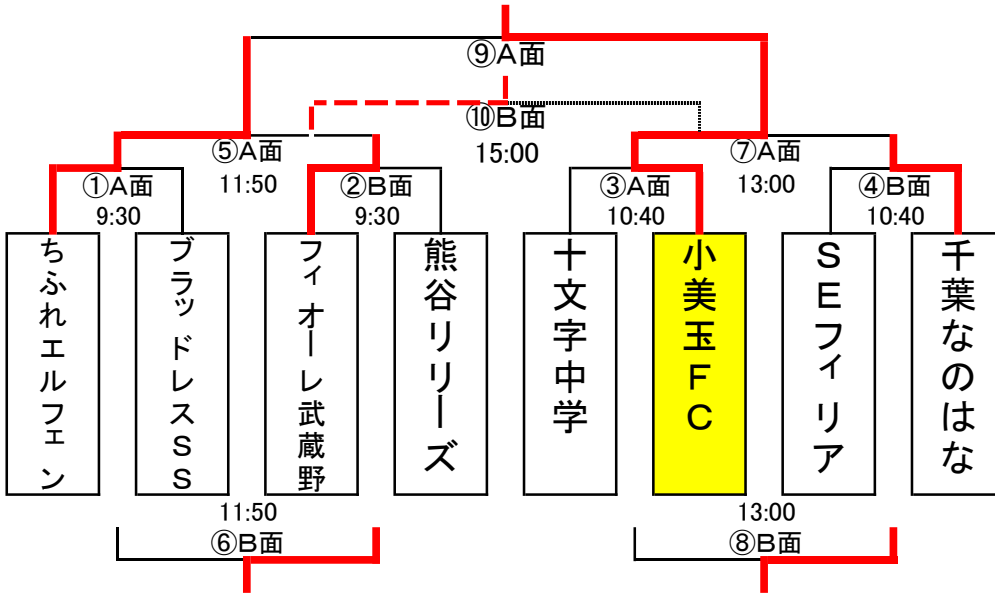 ⑨A面
⑩B面
15:00
⑤A面
11:50
⑦A面
13:00
①A面
9:30
②B面
9:30
③A面
10:40
④B面
10:40
ちふれエルフェン
ブラッドレスSS
フィオーレ武蔵野
熊谷リリーズ
十文字中学
小美玉FC
SEフィリア
千葉なのはな
11:50
⑥B面
13:00
⑧B面